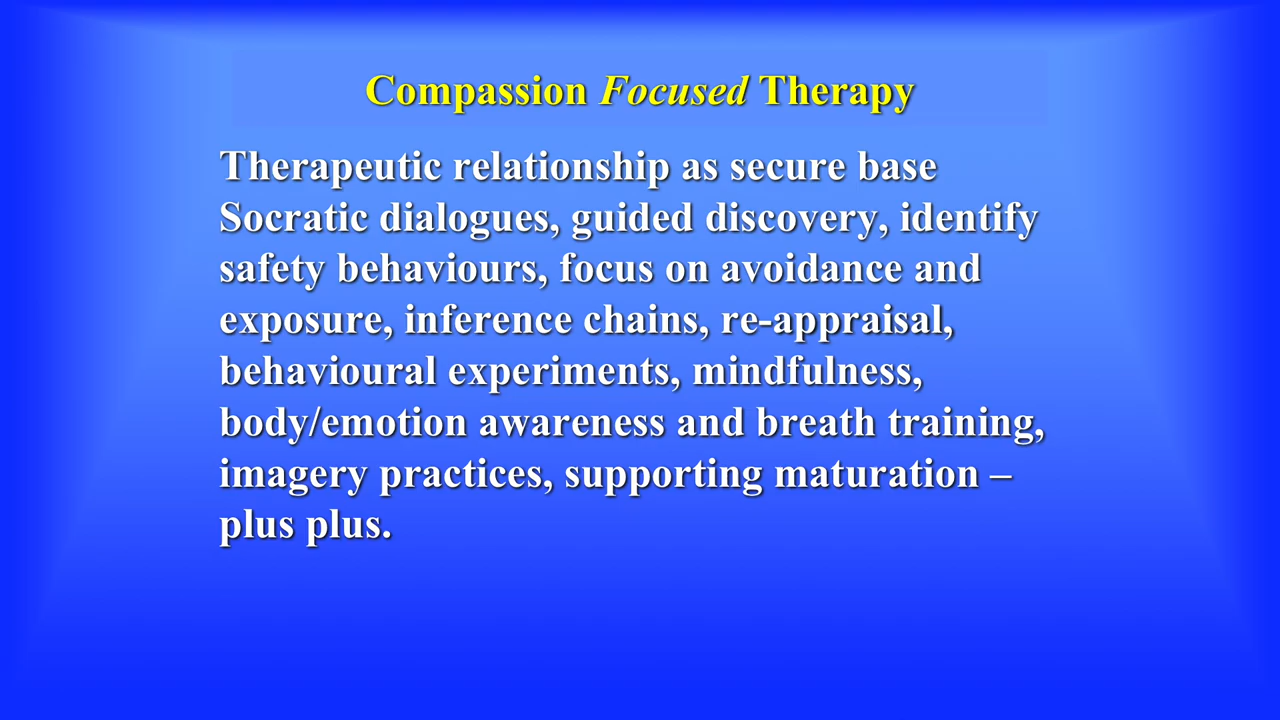 Compassion Focused Therapy
Therapeutic relationship as secure base
Socratic dialogues, guided discovery, identify
safety behaviours, focus on avoidance and
exposure, inference chains, re-appraisal,
behavioural experiments, mindfulness,
body/emotion awareness and breath training,
imagery practices, supporting maturation –
plus plus.